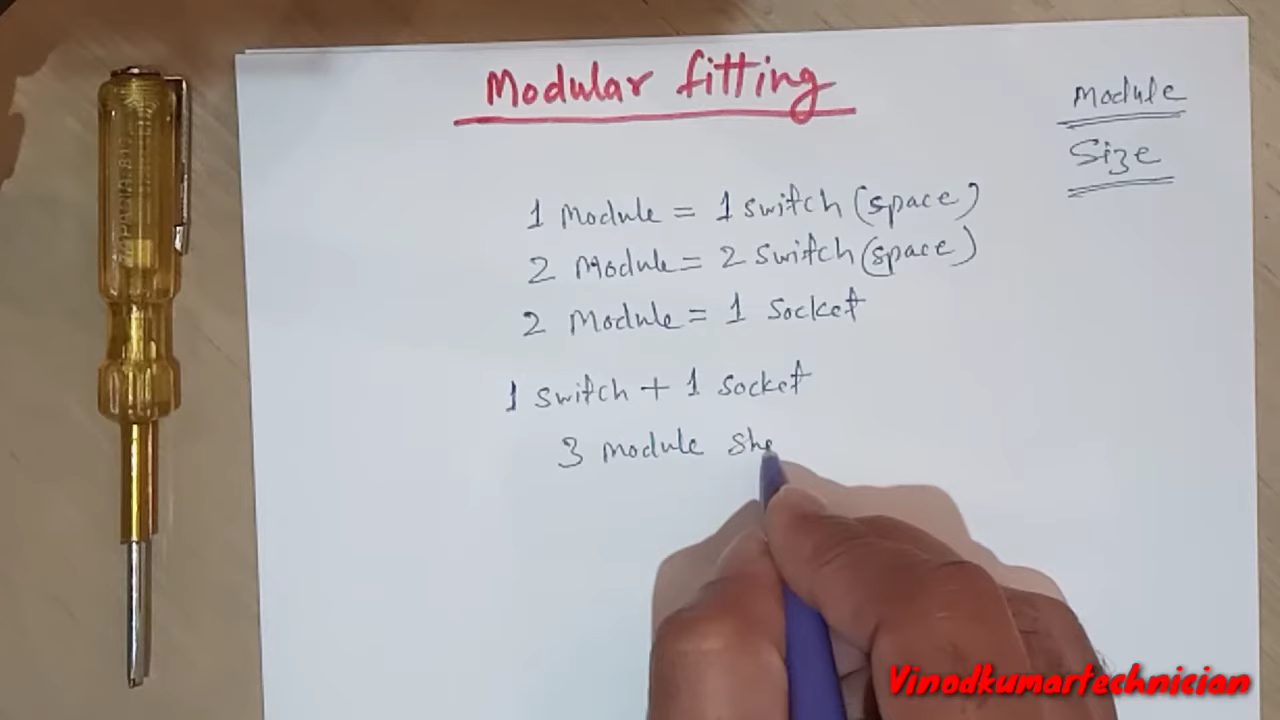 Modular fitting
Module
Size
1 Module = 1 switch (space)
2 Module = 2 switch (space)
2 Module = 1 Socket
1 switch + 1 socket
3 module she
Vinodkumartechnician